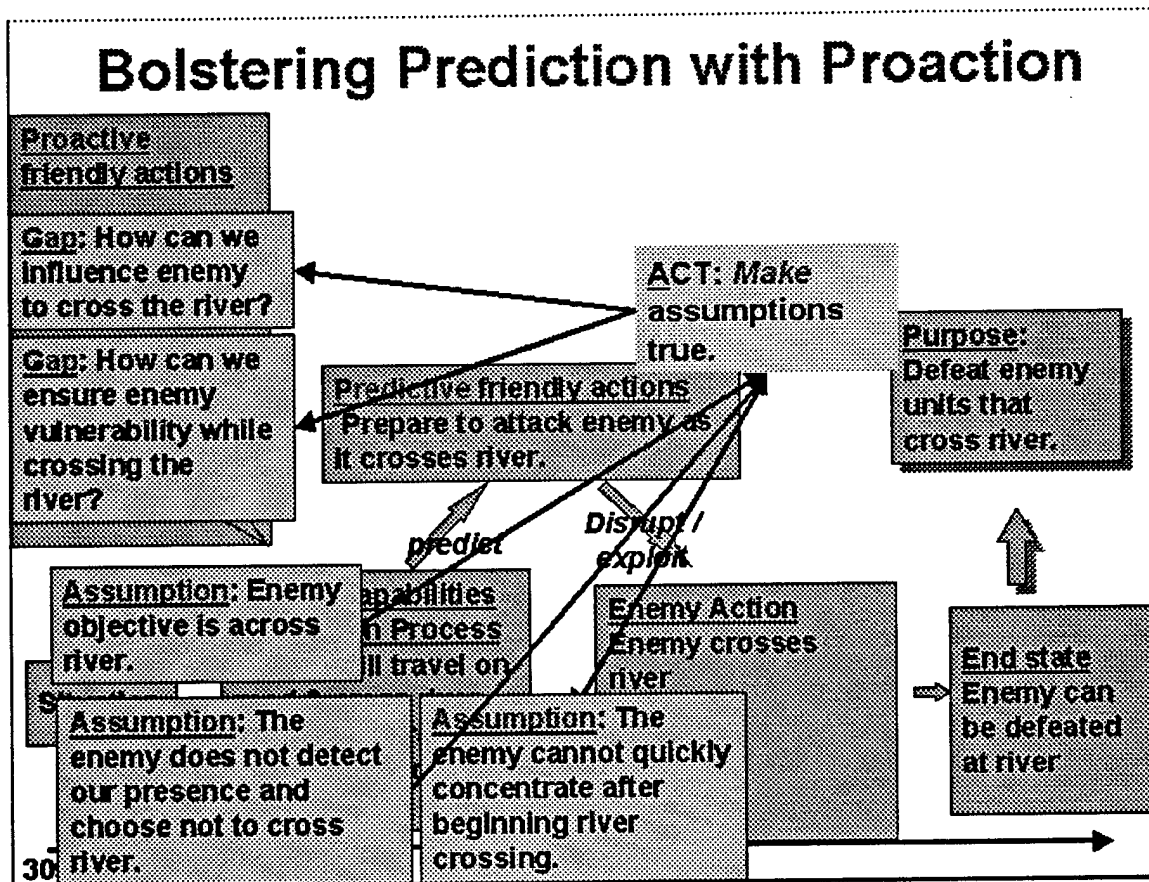 Bolstering Prediction with Proaction
Proactive
friendly actions
Gap: How can we
influence enemy
to cross the river?
Gap: How can we
ensure enemy
vulnerability while
crossing the
river?
ACT: Make
assumptions
true.
Predictive friendly actions
Prepare to attack enemy as
it crosses river.
Purpose:
Defeat enemy
units that
cross river.
predict
Disrupt /
exploit
Assumption: Enemy
objective is across
river.
Process
travel on
Enemy Action
Enemy crosses
river
End state
Enemy can
be defeated
at river
Assumption: The
enemy does not detect
our presence and
choose not to cross
river.
Assumption: The
enemy cannot quickly
concentrate after
beginning river
crossing.
30